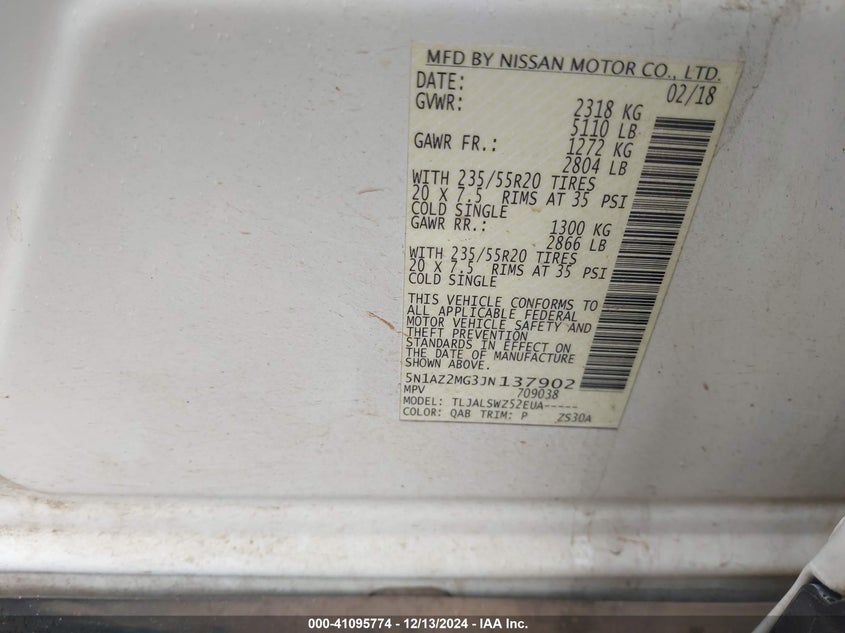 MFD BY NISSAN MOTOR CO., LTD.
DATE: 02/18
GVWR: 2318 KG
5110 LB
GAWR FR.: 1272 KG
2804 LB
WITH 235/55R20 TIRES
20 X 7.5 RIMS AT 35 PSI
COLD SINGLE
GAWR RR.: 1300 KG
2866 LB
WITH 235/55R20 TIRES
20 X 7.5 RIMS AT 35 PSI
COLD SINGLE
THIS VEHICLE CONFORMS TO
ALL APPLICABLE FEDERAL
MOTOR VEHICLE SAFETY AND
THEFT PREVENTION
STANDARDS IN EFFECT ON
THE DATE OF MANUFACTURE
SHOWN ABOVE.
5N1AZ2MG3JN137902
MPV 709038
MODEL: TLJALSWZ52EUA-----
COLOR: QAB TRIM: P ZS30A
000-41095774 - 12/13/2024 - IAA Inc.